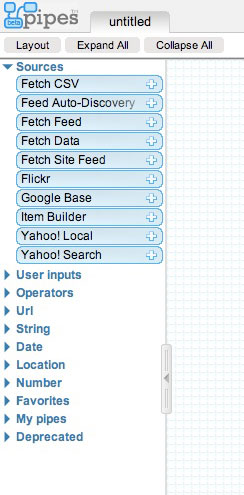 beta pipes™ untitled
Layout Expand All Collapse All
Sources
Fetch CSV
Feed Auto-Discovery
Fetch Feed
Fetch Data
Fetch Site Feed
Flickr
Google Base
Item Builder
Yahoo! Local
Yahoo! Search
User inputs
Operators
Url
String
Date
Location
Number
Favorites
My pipes
Deprecated